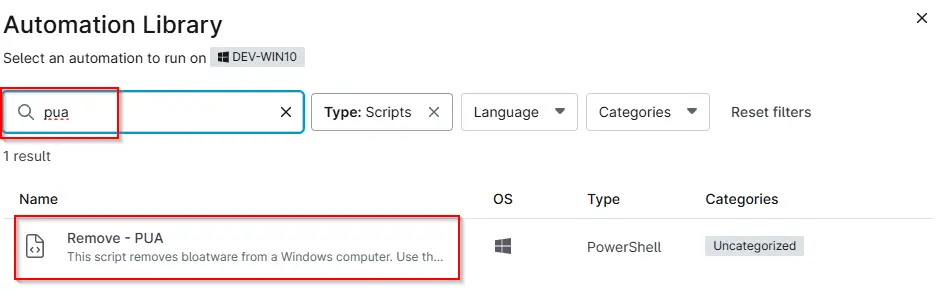 Automation Library
Select an automation to run on DEV-WIN10
pua
Type: Scripts
Language
Categories
Reset filters
1 result
Name OS Type Categories
Remove - PUA
This script removes bloatware from a Windows computer. Use th...
PowerShell
Uncategorized